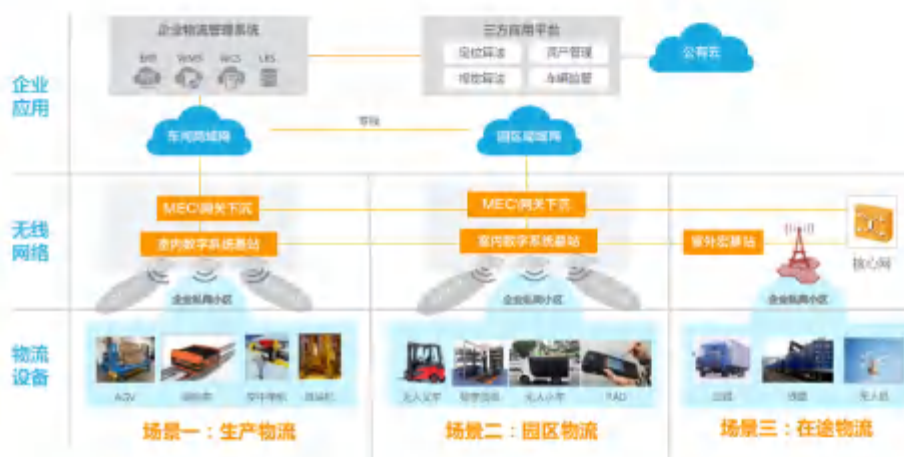 企业物流管理系统
三方应用平台
WMS WCS LES
定位算法 资产管理
视觉算法 车辆监管
公有云
企业
应用
车间局域网
专线
园区局域网
无线
网络
MEC\网关下沉
MEC\网关下沉
室内数字系统基站
室内数字系统基站
室外宏基站
核心网
企业私网小区
企业私网小区
企业私网小区
物流
设备
AGV
无人叉车
无人小车
PAD
无人机
场景一:生产物流
场景二:园区物流
场景三:在途物流